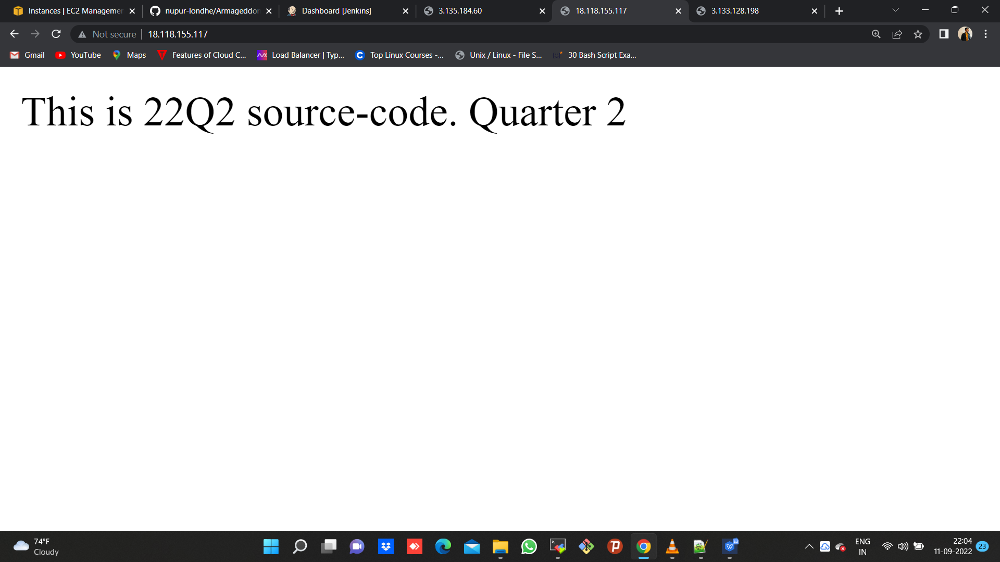 Instances | EC2 Managemen
nupur-londhe/Armageddon
Dashboard [Jenkins]
3.135.184.60
18.118.155.117
3.133.128.198
Not secure
18.118.155.117
Gmail
YouTube
Maps
Features of Cloud C...
Load Balancer | Typ...
Top Linux Courses -...
Unix / Linux - File S...
30 Bash Script Exa...
This is 22Q2 source-code. Quarter 2
74°F
Cloudy
ENG
IN
22:04
11-09-2022
23